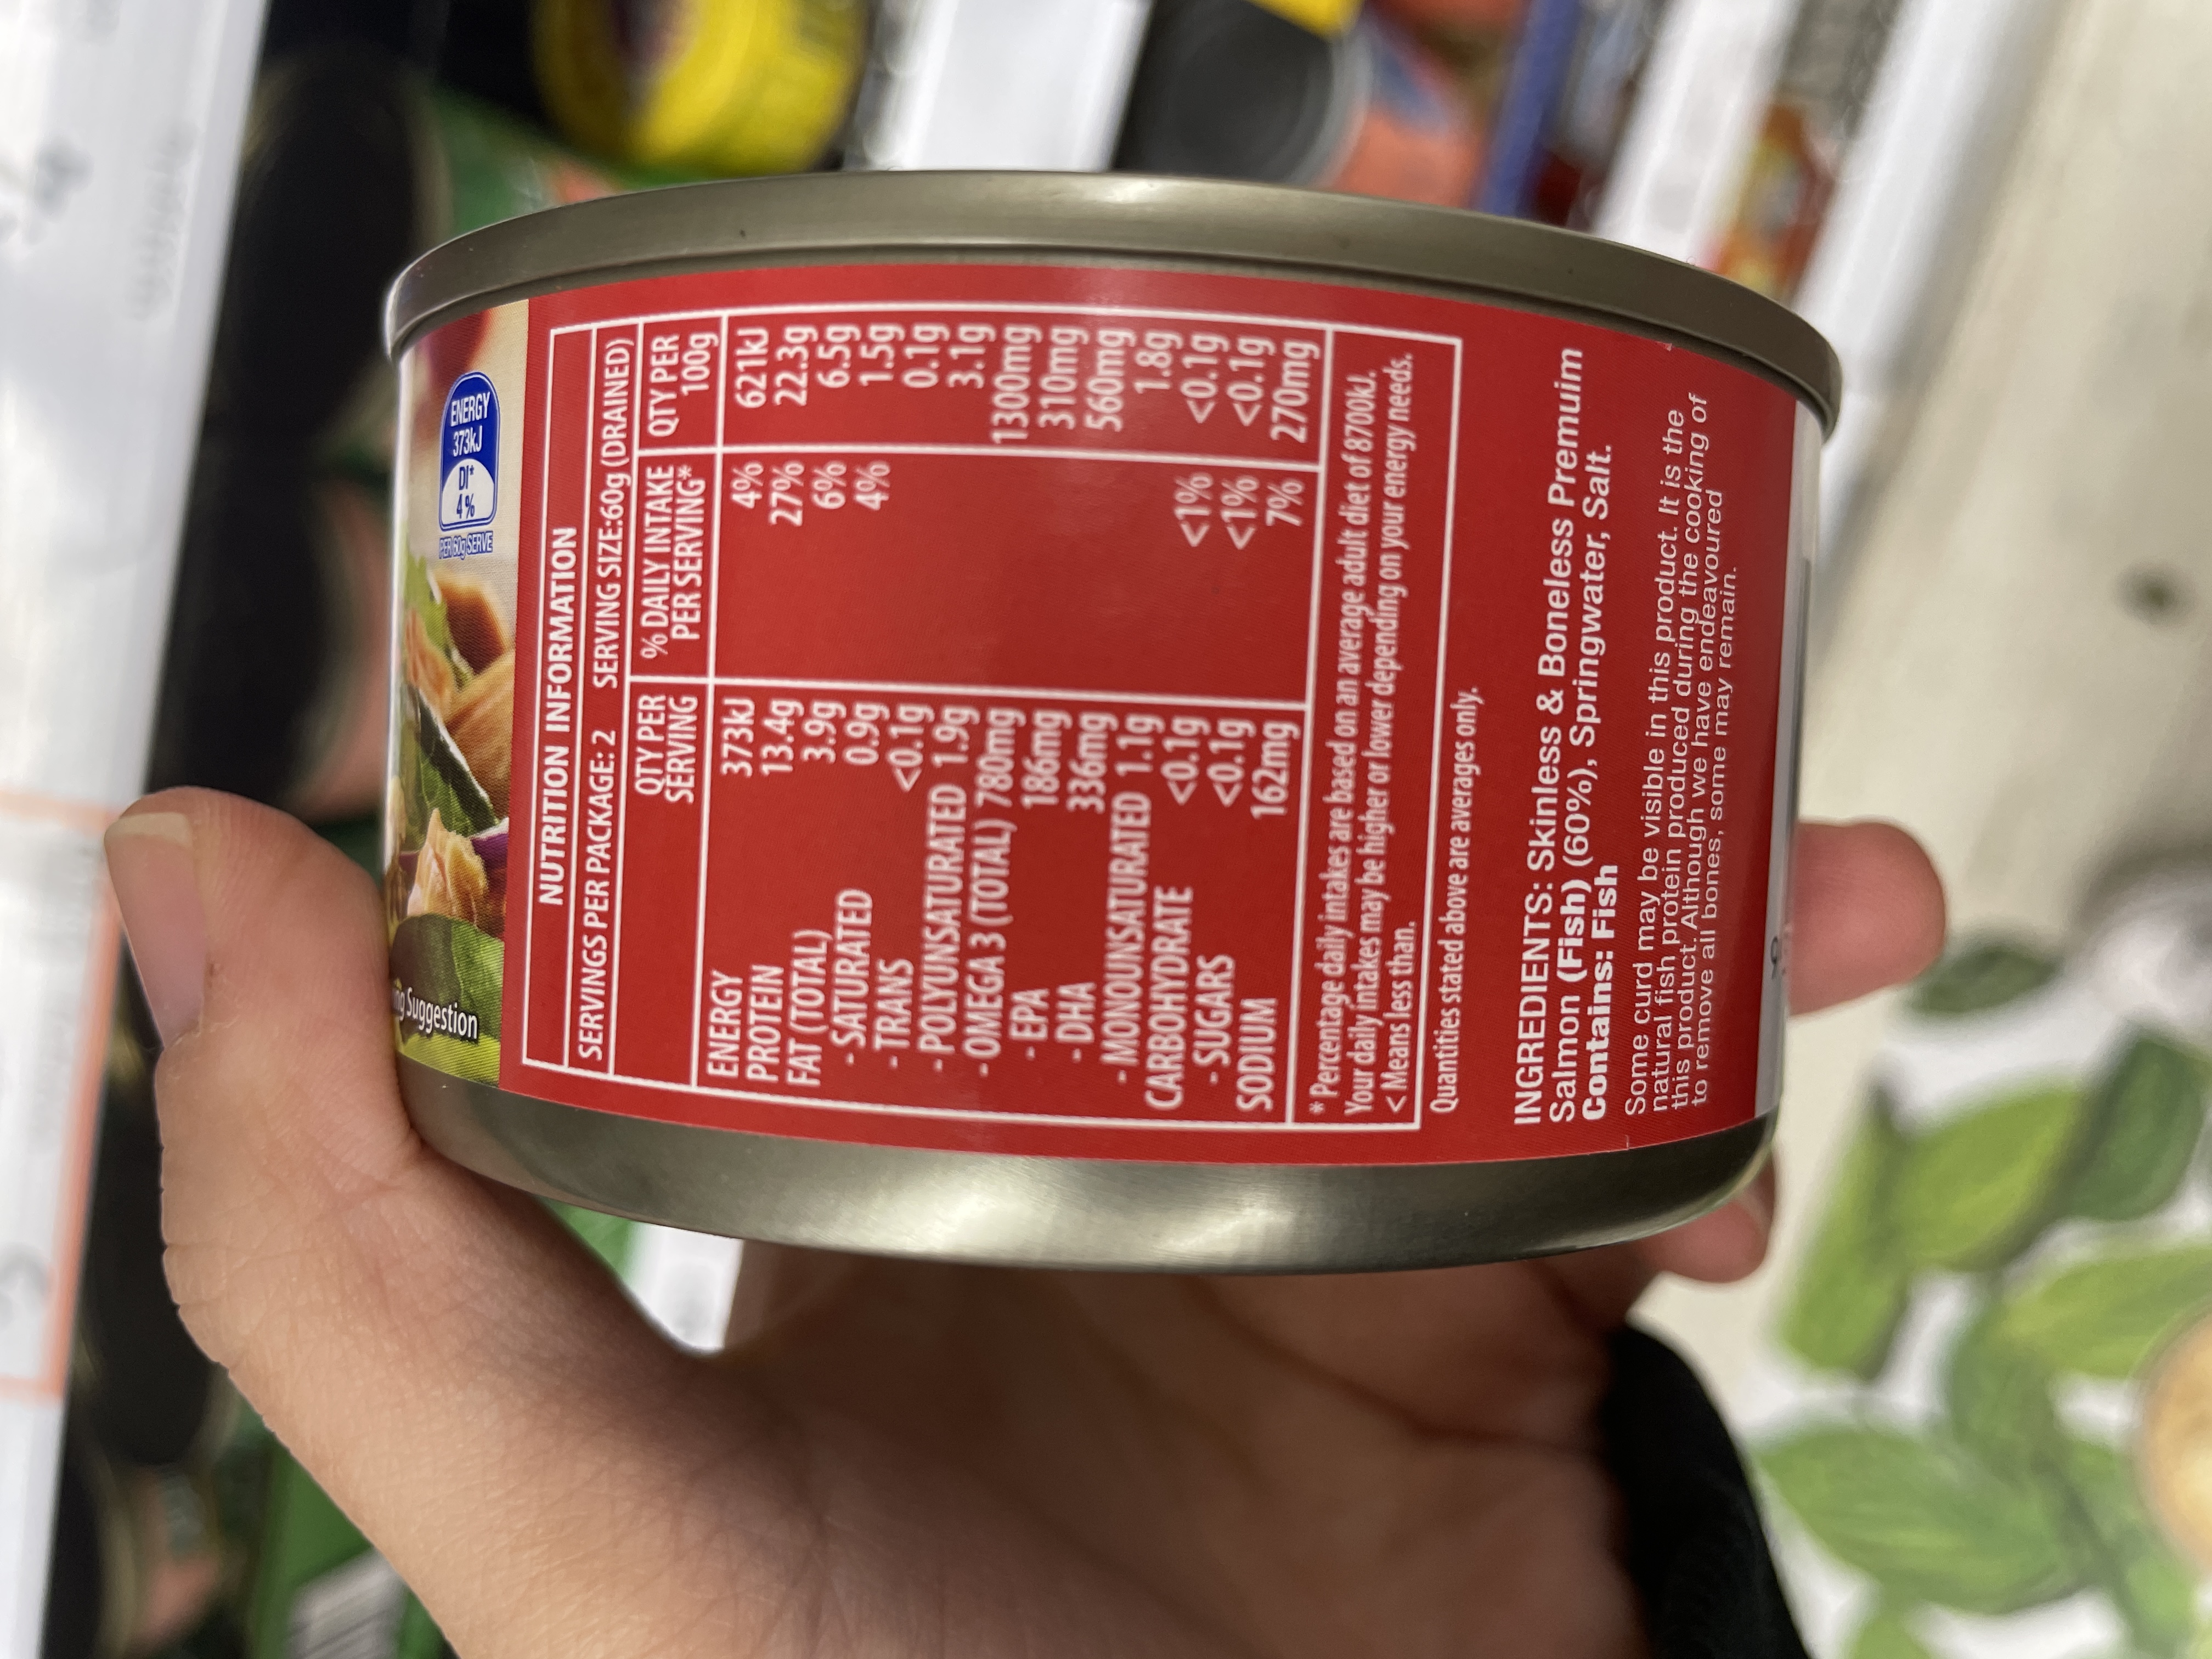 ng Suggestion
ENERGY
373kJ
DI*
4%
PER 60g SERVE
NUTRITION INFORMATION
SERVINGS PER PACKAGE: 2 SERVING SIZE:60g (DRAINED)
QTY PER SERVING % DAILY INTAKE PER SERVING* QTY PER 100g
ENERGY 373kJ 4% 621kJ
PROTEIN 13.4g 27% 22.3g
FAT (TOTAL) 3.9g 6% 6.5g
- SATURATED 0.9g 4% 1.5g
- TRANS <0.1g 0.1g
- POLYUNSATURATED 1.9g 3.1g
- OMEGA 3 (TOTAL) 780mg 1300mg
- EPA 186mg 310mg
- DHA 336mg 560mg
- MONOUNSATURATED 1.1g 1.8g
CARBOHYDRATE <0.1g <1% <0.1g
- SUGARS <0.1g <1% <0.1g
SODIUM 162mg 7% 270mg
* Percentage daily intakes are based on an average adult diet of 8700kJ.
Your daily intakes may be higher or lower depending on your energy needs.
< Means less than.
Quantities stated above are averages only.
INGREDIENTS: Skinless & Boneless Premuim
Salmon (Fish) (60%), Springwater, Salt.
Contains: Fish
Some curd may be visible in this product. It is the
natural fish protein produced during the cooking of
this product. Although we have endeavoured
to remove all bones, some may remain.